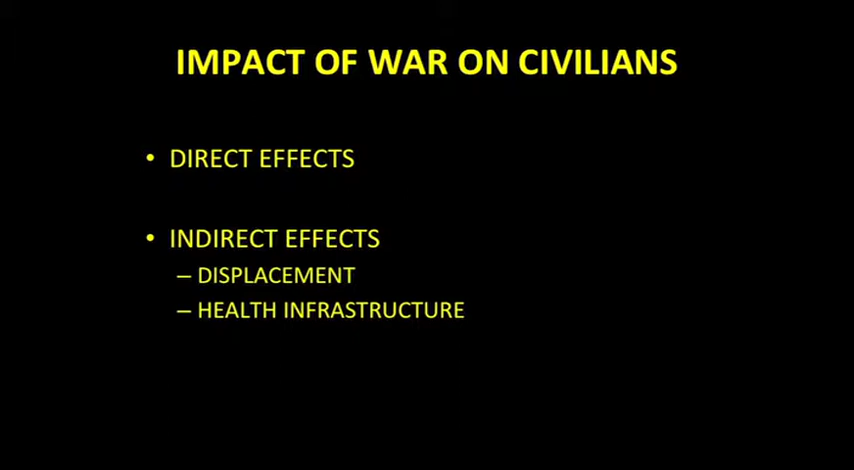 IMPACT OF WAR ON CIVILIANS
• DIRECT EFFECTS
• INDIRECT EFFECTS
– DISPLACEMENT
– HEALTH INFRASTRUCTURE